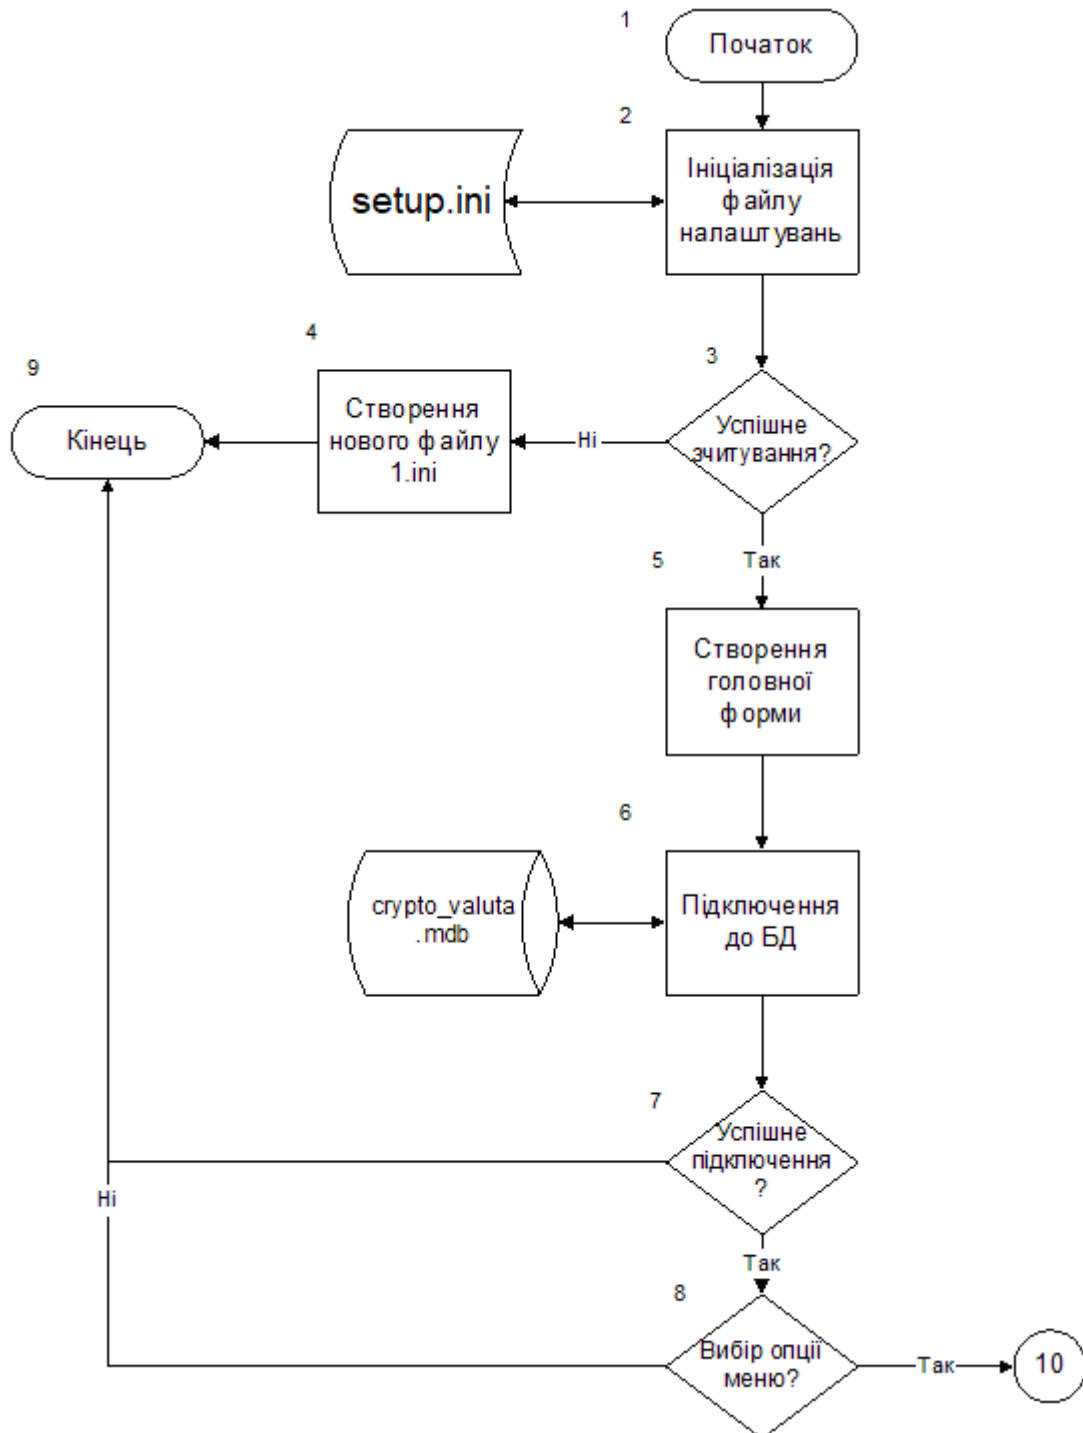 1
Початок
2
Ініціалізація
файлу
налаштувань
setup.ini
3
4
9
Успішне
зчитування?
Ні
Створення
нового файлу
1.ini
Кінець
Так
5
Створення
головної
форми
6
crypto_valuta
.mdb
Підключення
до БД
7
Успішне
підключення
?
Ні
Так
8
Вибір опції
меню?
Так
10